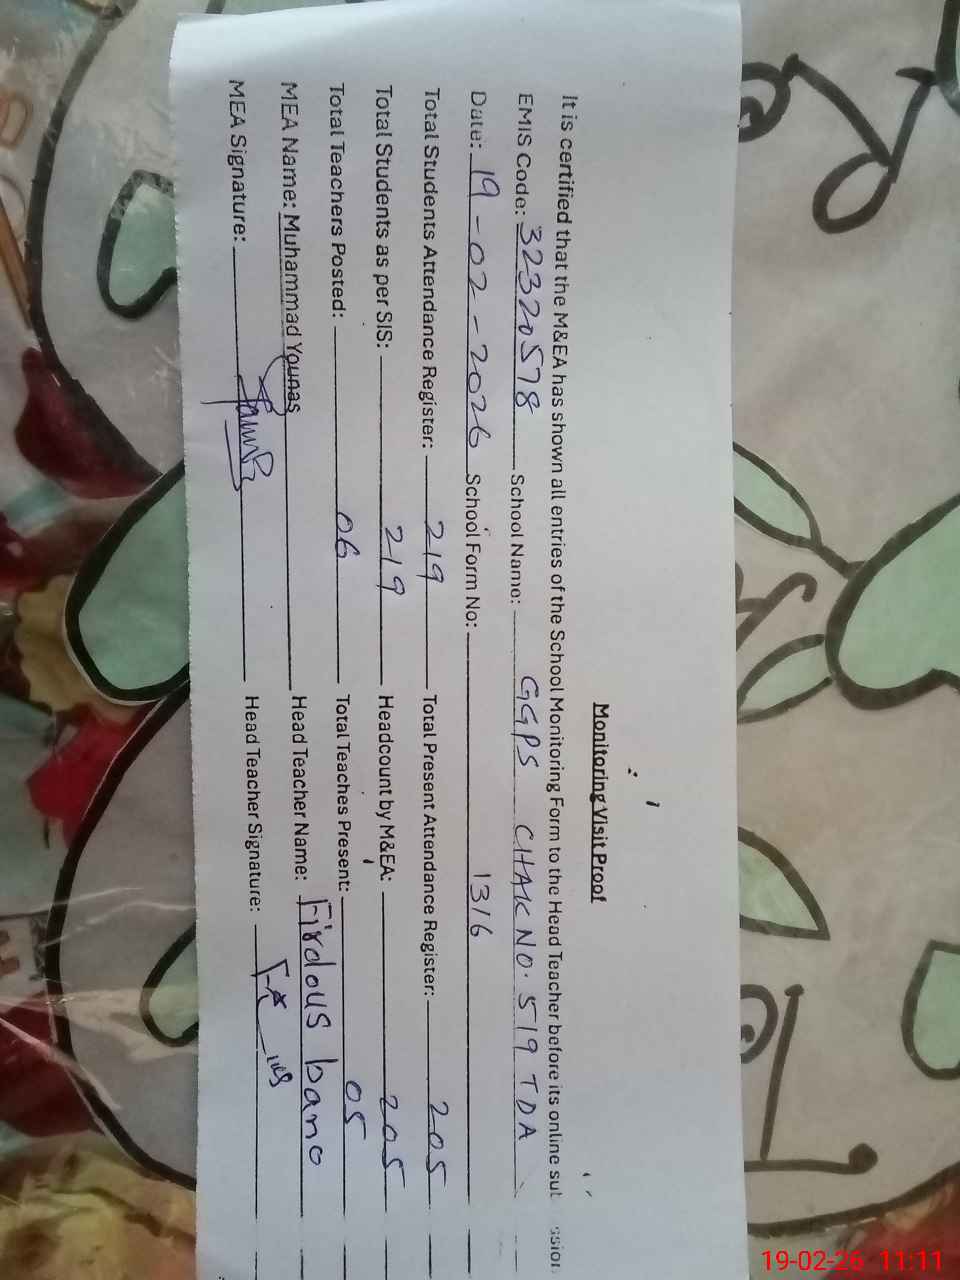 Monitoring Visit Proof
It is certified that the M&EA has shown all entries of the School Monitoring Form to the Head Teacher before its online sub ssion.
EMIS Code: 32320578 School Name: GGPS CHAK NO. 519 TDA
Date: 19-02-2026 School Form No: 1316
Total Students Attendance Register: 219 Total Present Attendance Register: 205
Total Students as per SIS: 219 Headcount by M&EA: 205
Total Teachers Posted: 06 Total Teaches Present: 05
MEA Name: Muhammad Younas Head Teacher Name: Firdous bano
MEA Signature: Head Teacher Signature:
19-02-26 11:11